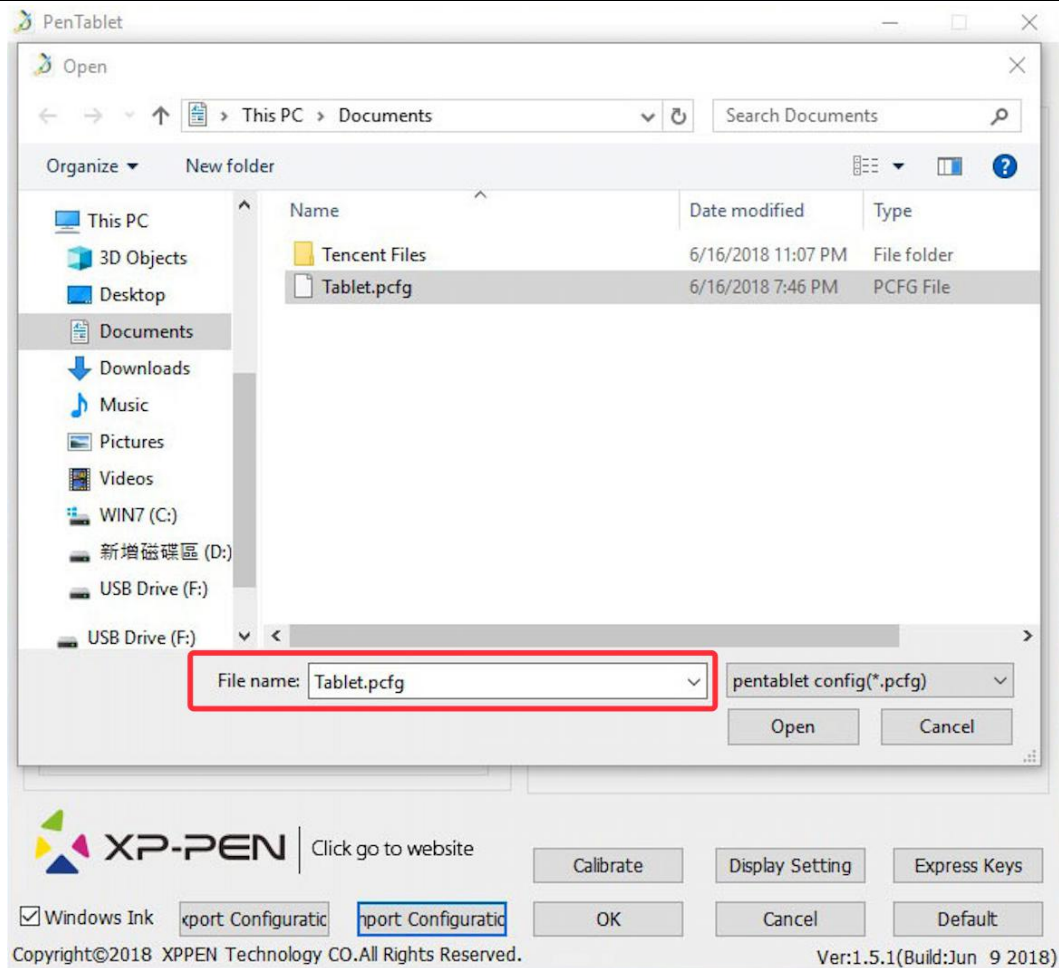 PenTablet
Open
This PC > Documents
Search Documents
Organize
New folder
Name
Date modified
Type
Tencent Files
6/16/2018 11:07 PM
File folder
Tablet.pcfg
6/16/2018 7:46 PM
PCFG File
This PC
3D Objects
Desktop
Documents
Downloads
Music
Pictures
Videos
WIN7 (C:)
新增磁碟區 (D:)
USB Drive (F:)
USB Drive (F:)
File name: Tablet.pcfg
pentablet config(*.pcfg)
Open
Cancel
XP-PEN
Click go to website
Calibrate
Display Setting
Express Keys
Windows Ink
xport Configuratic
nport Configuratio
OK
Cancel
Default
Copyright©2018 XPPEN Technology CO.All Rights Reserved.
Ver:1.5.1(Build:Jun 9 2018)